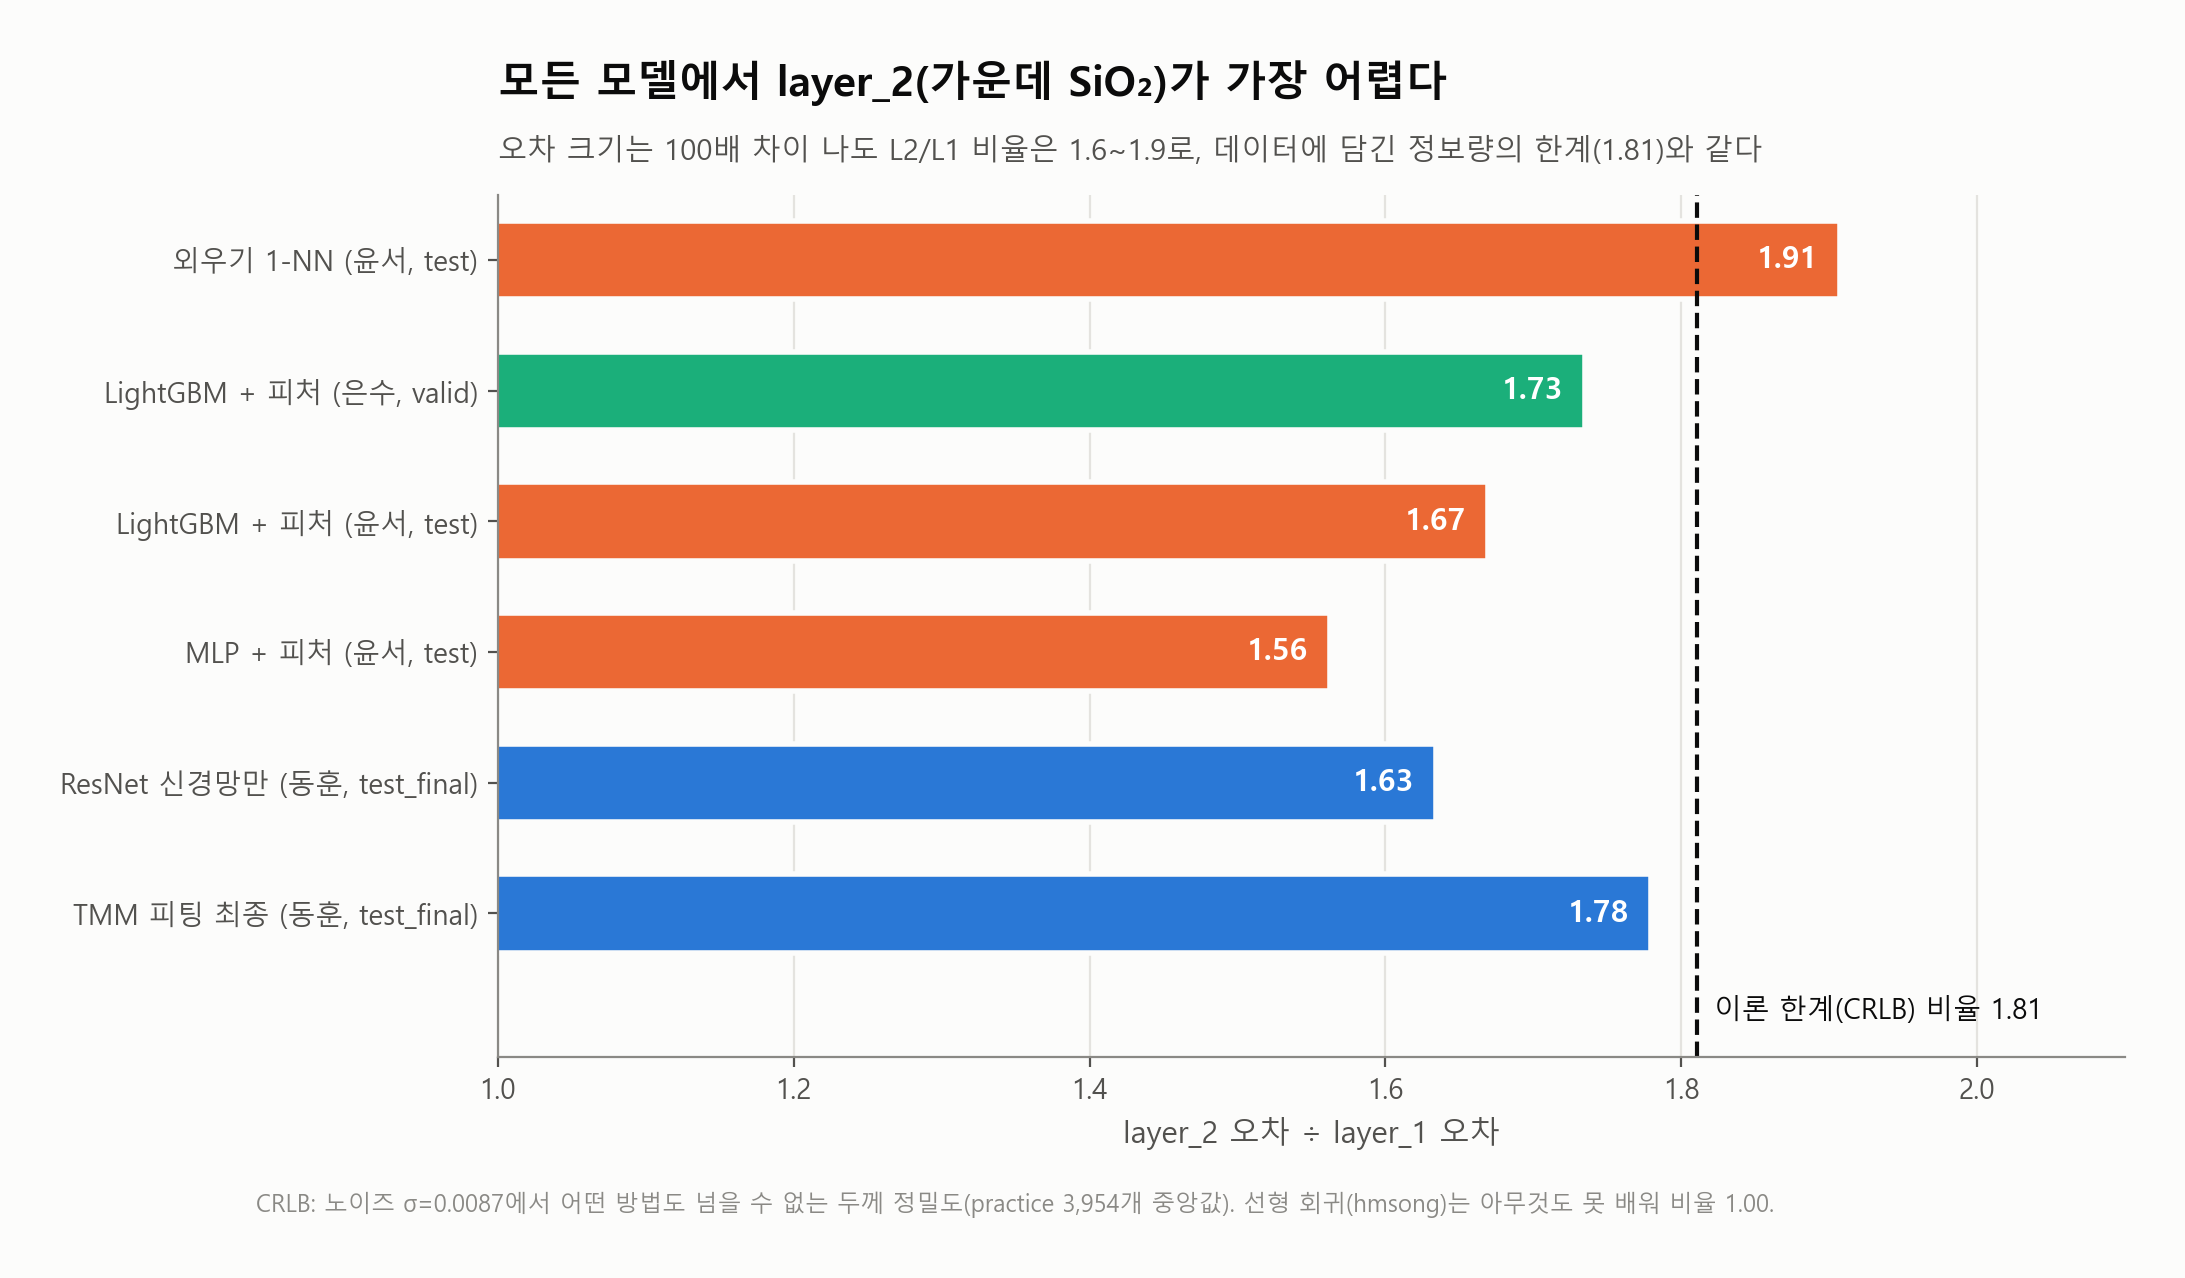 모든 모델에서 layer_2(가운데 SiO₂)가 가장 어렵다
오차 크기는 100배 차이 나도 L2/L1 비율은 1.6~1.9로, 데이터에 담긴 정보량의 한계(1.81)와 같다
외우기 1-NN (윤서, test)
1.91
LightGBM + 피처 (은수, valid)
1.73
LightGBM + 피처 (윤서, test)
1.67
MLP + 피처 (윤서, test)
1.56
ResNet 신경망만 (동훈, test_final)
1.63
TMM 피팅 최종 (동훈, test_final)
1.78
이론 한계(CRLB) 비율 1.81
1.0 1.2 1.4 1.6 1.8 2.0
layer_2 오차 ÷ layer_1 오차
CRLB: 노이즈 σ=0.0087에서 어떤 방법도 넘을 수 없는 두께 정밀도(practice 3,954개 중앙값). 선형 회귀(hmsong)는 아무것도 못 배워 비율 1.00.